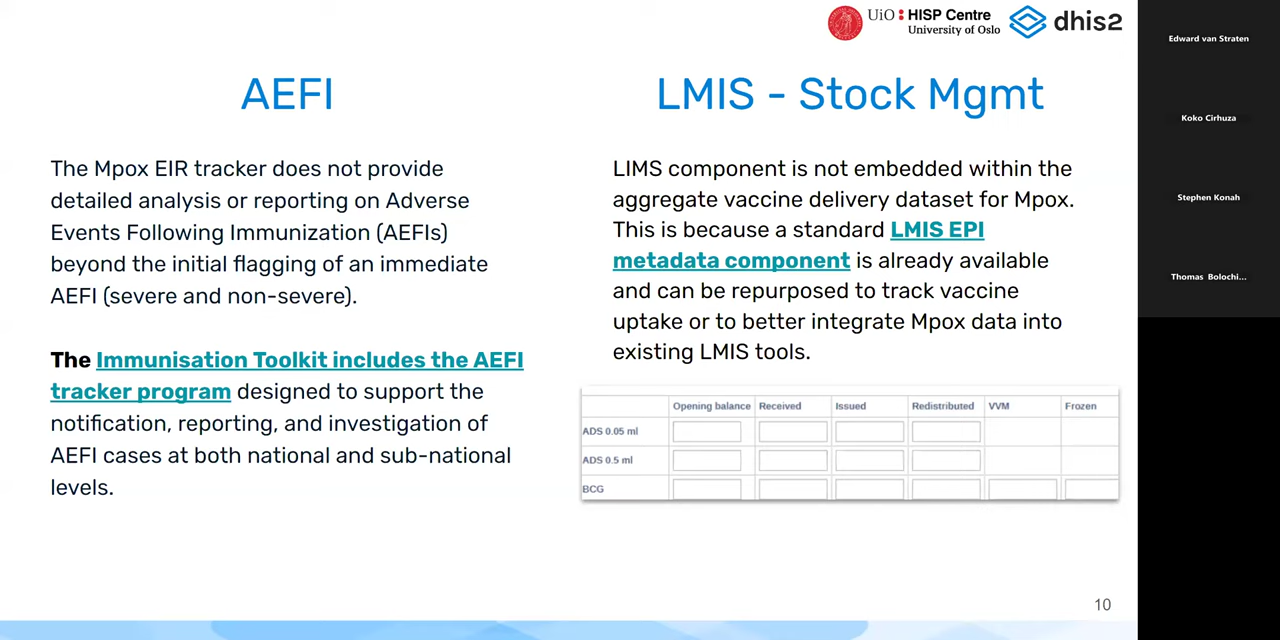 UiO : HISP Centre
University of Oslo
dhis2
AEFI
The Mpox EIR tracker does not provide
detailed analysis or reporting on Adverse
Events Following Immunization (AEFIs)
beyond the initial flagging of an immediate
AEFI (severe and non-severe).
The Immunisation Toolkit includes the AEFI
tracker program designed to support the
notification, reporting, and investigation of
AEFI cases at both national and sub-national
levels.
LMIS - Stock Mgmt
LIMS component is not embedded within the
aggregate vaccine delivery dataset for Mpox.
This is because a standard LMIS EPI
metadata component is already available
and can be repurposed to track vaccine
uptake or to better integrate Mpox data into
existing LMIS tools.
Opening balance Received Issued Redistributed VVM Frozen
ADS 0.05 ml
ADS 0.5 ml
BCG
10
Edward van Straten
Koko Cirhuza
Stephen Konah
Thomas Bolochi...